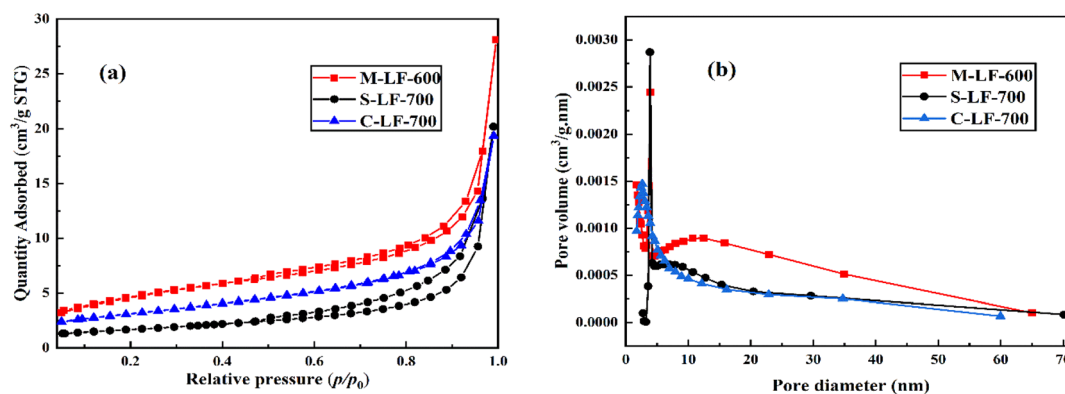 (a)
M-LF-600
S-LF-700
C-LF-700
Quantity Adsorbed (cm³/g STG)
30
25
20
15
10
5
0
0.2
0.4
0.6
0.8
1.0
Relative pressure (p/p₀)
(b)
M-LF-600
S-LF-700
C-LF-700
Pore volume (cm³/g.nm)
0.0030
0.0025
0.0020
0.0015
0.0010
0.0005
0.0000
0
10
20
30
40
50
60
70
Pore diameter (nm)